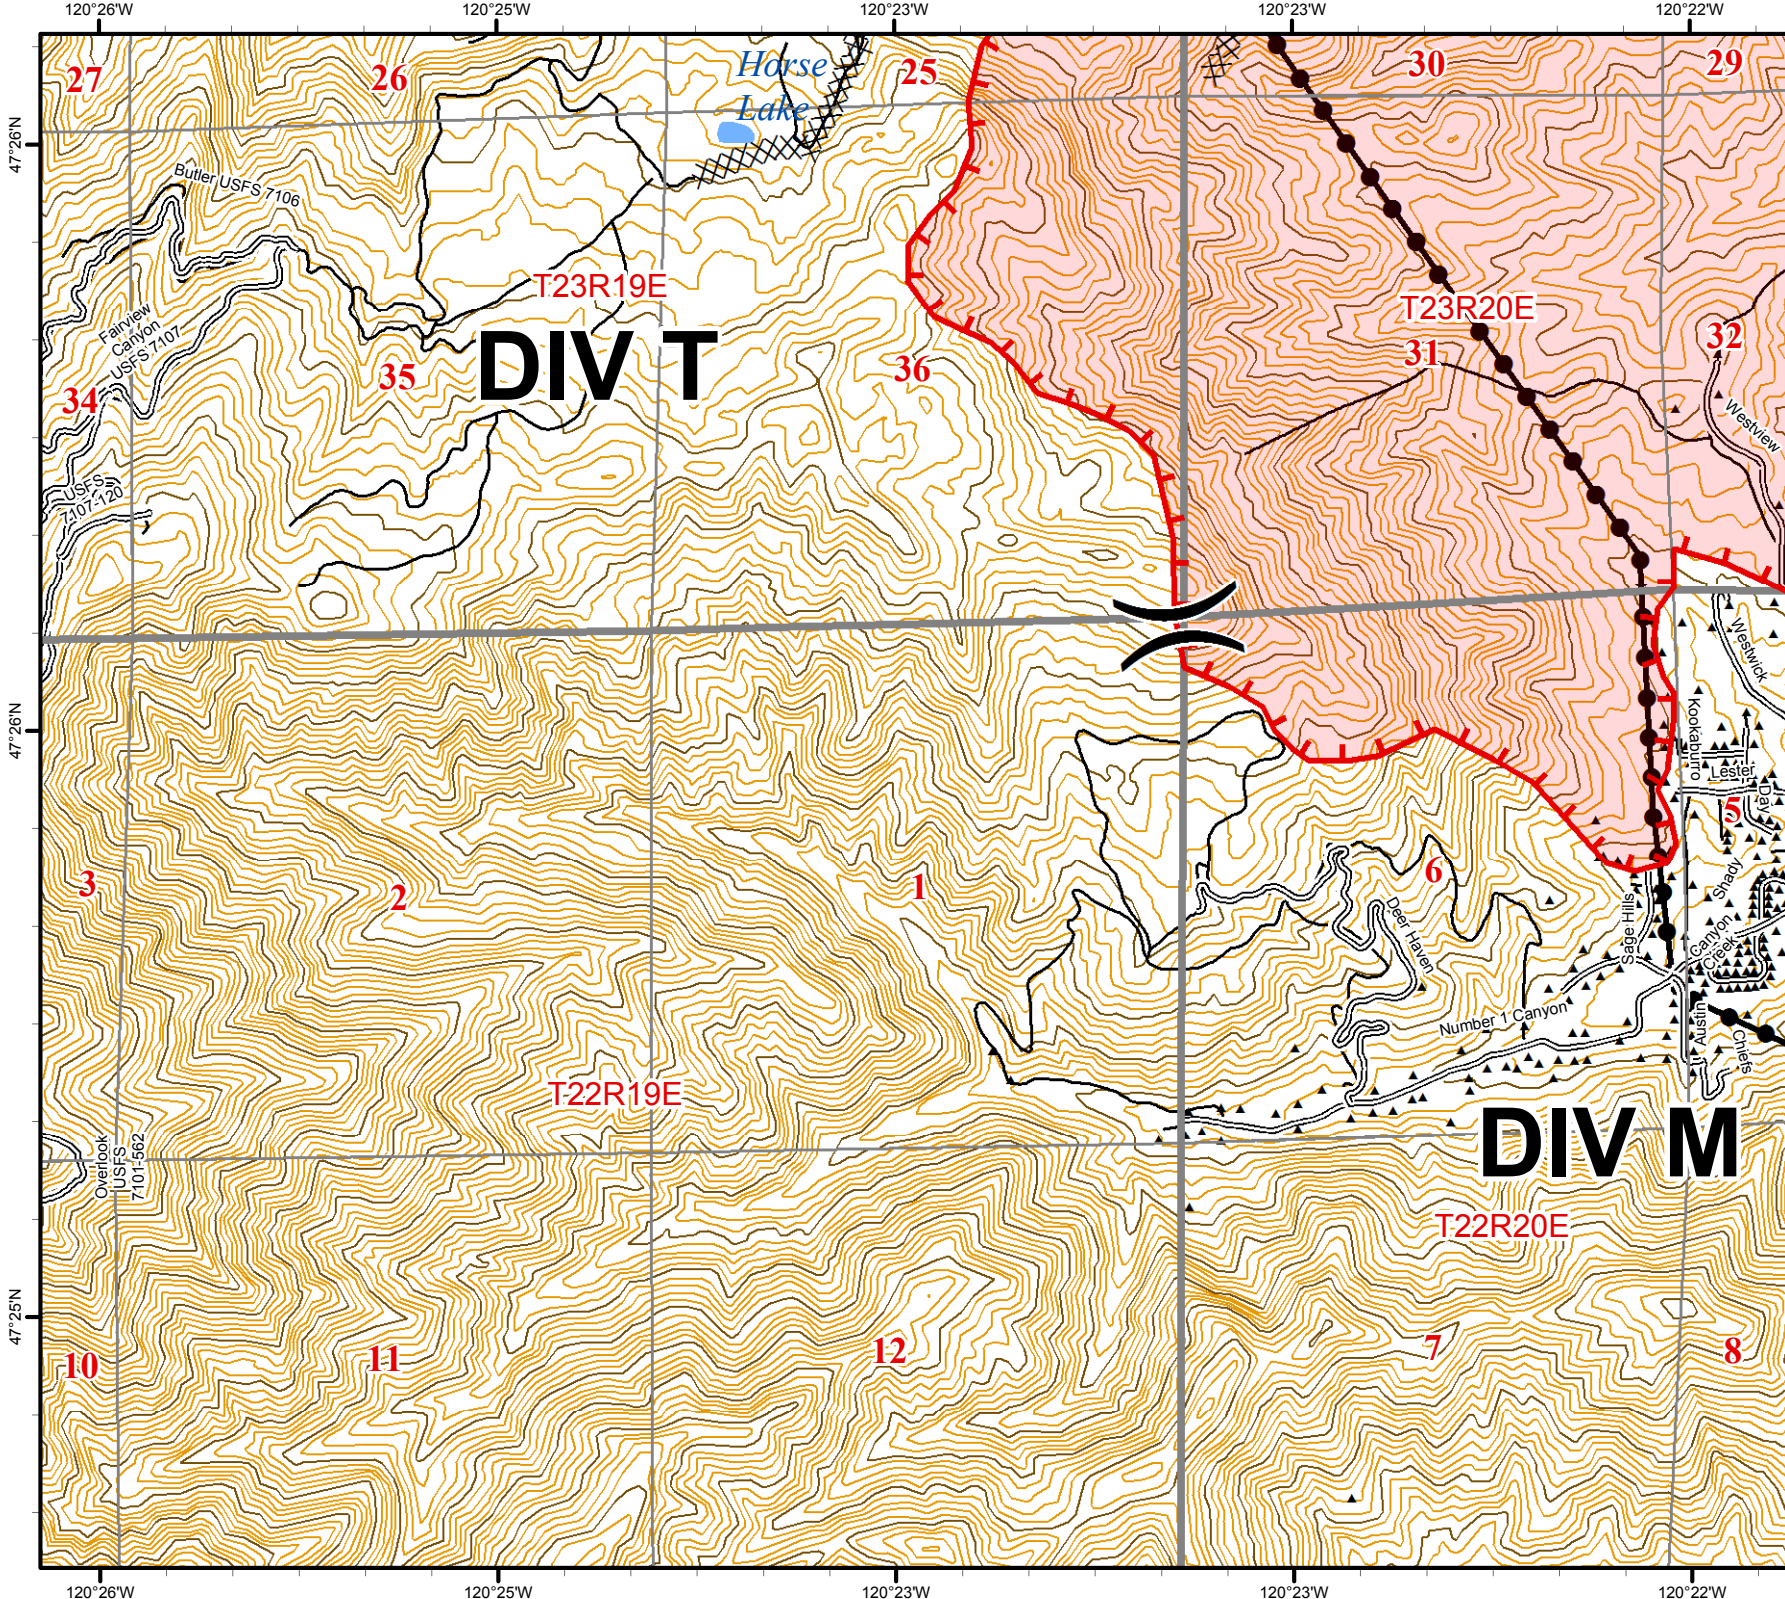 120°26'W
120°25'W
120°23'W
120°23'W
120°22'W
27
26
Horse
Lake
25
30
29
47°26'N
Butler USFS 7106
T23R19E
T23R20E
Fairview
Canyon
USFS 7107
DIV T
36
31
32
34
35
Westview
USFS
7107-120
Westwick
47°26'N
Kookaburro
Lester
Day
5
3
2
1
6
Shady
Deer Haven
Sage Hills
Canyon
Creek
Number 1 Canyon
Austin
Chiefs
T22R19E
DIV M
Overlook
USFS
7101-562
T22R20E
47°25'N
10
11
12
7
8
120°26'W
120°25'W
120°23'W
120°23'W
120°22'W